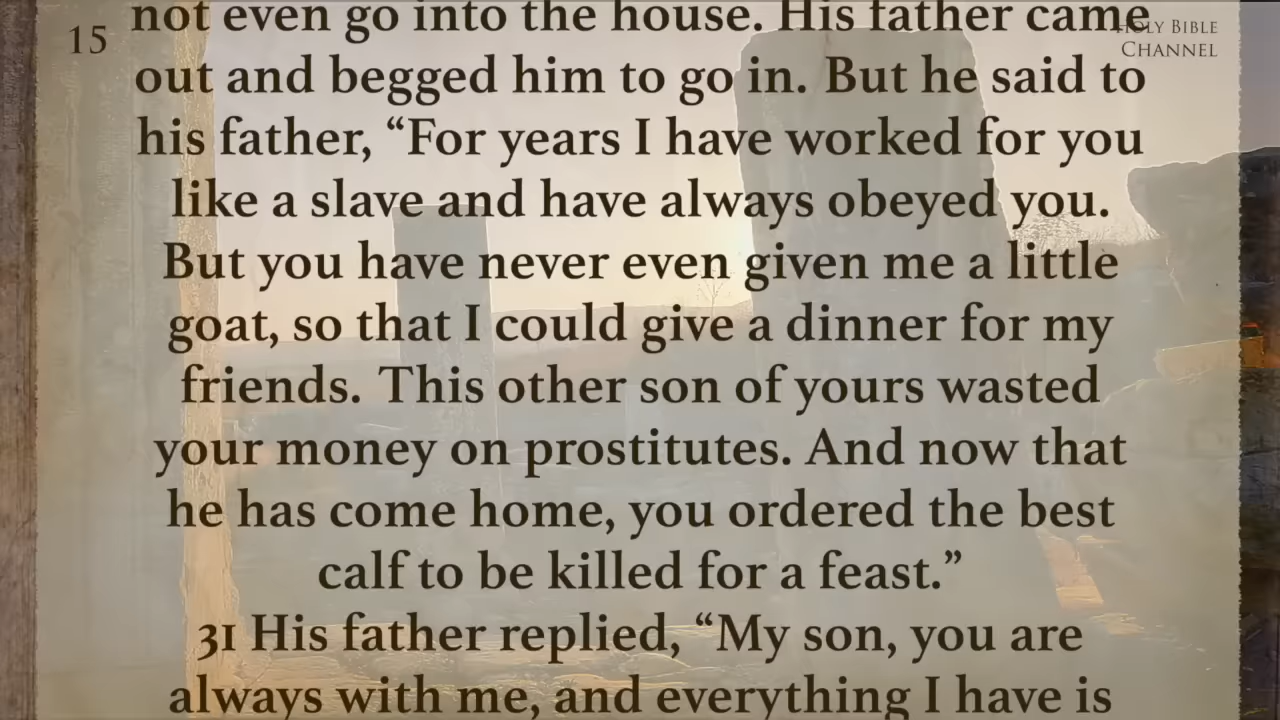 15
HOLY BIBLE
CHANNEL
not even go into the house. His father came
out and begged him to go in. But he said to
his father, “For years I have worked for you
like a slave and have always obeyed you.
But you have never even given me a little
goat, so that I could give a dinner for my
friends. This other son of yours wasted
your money on prostitutes. And now that
he has come home, you ordered the best
calf to be killed for a feast.”
31 His father replied, “My son, you are
always with me, and everything I have is